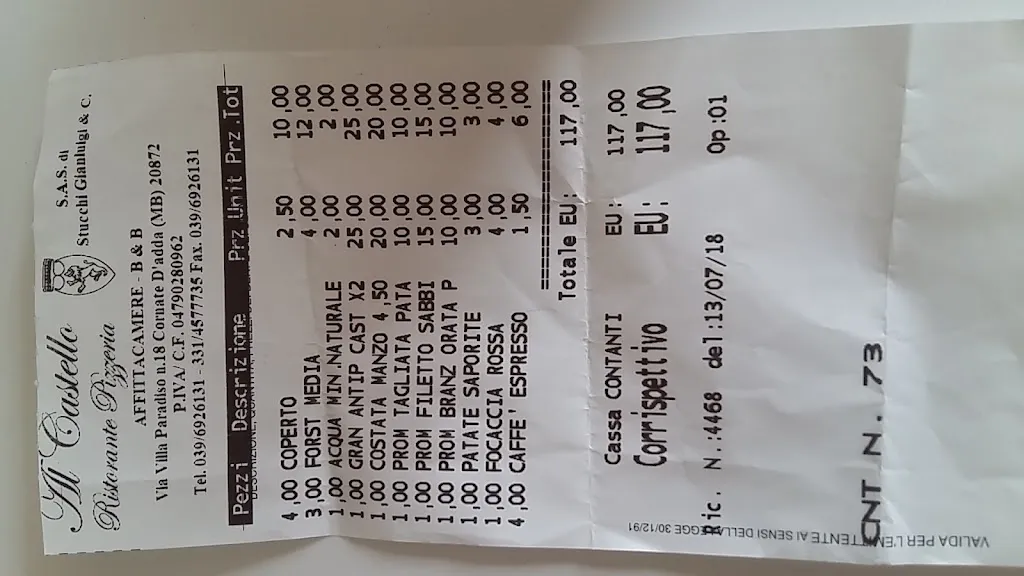 Al Castello
Ristorante Pizzeria
S.A.S. di
Stucchi Gianluigi & C.
AFFITTACAMERE - B & B
Via Villa Paradiso n.18 Cornate D'adda (MB) 20872
P.IVA/ C.F. 04790280962
Tel.039/6926131 -331/4577735 Fax. 039/6926131
Pezzi Descrizione Prz.Unit Prz.Tot
4,00 COPERTO 2,50 10,00
3,00 FORST MEDIA 4,00 12,00
1,00 ACQUA MIN.NATURALE 2,00 2,00
1,00 GRAN ANTIP CAST X2 25,00 25,00
1,00 COSTATA MANZO 4,50 20,00 20,00
1,00 PROM TAGLIATA PATA 10,00 10,00
1,00 PROM FILETTO SABBI 15,00 15,00
1,00 PROM BRANZ ORATA P 10,00 10,00
1,00 PATATE SAPORITE 3,00 3,00
1,00 FOCACCIA ROSSA 4,00 4,00
4,00 CAFFE' ESPRESSO 1,50 6,00
Totale EU: 117,00
Cassa CONTANTI EU: 117,00
Corrispettivo EU: 117,00
Ric. N.:4468 del:13/07/18 Op:01
CNT N.73
VALIDA PER L'EMITTENTE AI SENSI DELLA LEGGE 30/12/91